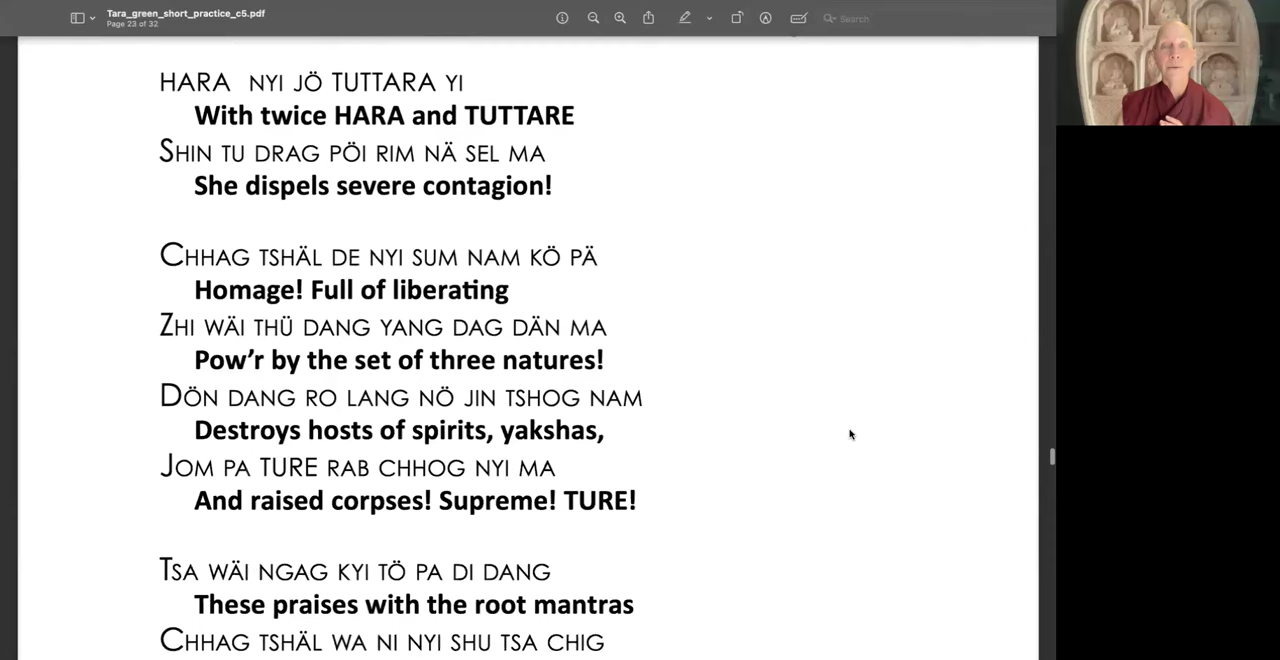 Tara_green_short_practice_c5.pdf
Page 23 of 32
Search
HARA NYI JÖ TUTTARA YI
With twice HARA and TUTTARE
SHIN TU DRAG PÖI RIM NÄ SEL MA
She dispels severe contagion!
CHHAG TSHÄL DE NYI SUM NAM KÖ PÄ
Homage! Full of liberating
ZHI WÄI THÜ DANG YANG DAG DÄN MA
Pow’r by the set of three natures!
DÖN DANG RO LANG NÖ JIN TSHOG NAM
Destroys hosts of spirits, yakshas,
JOM PA TURE RAB CHHOG NYI MA
And raised corpses! Supreme! TURE!
TSA WÄI NGAG KYI TÖ PA DI DANG
These praises with the root mantras
CHHAG TSHÄL WA NI NYI SHU TSA CHIG